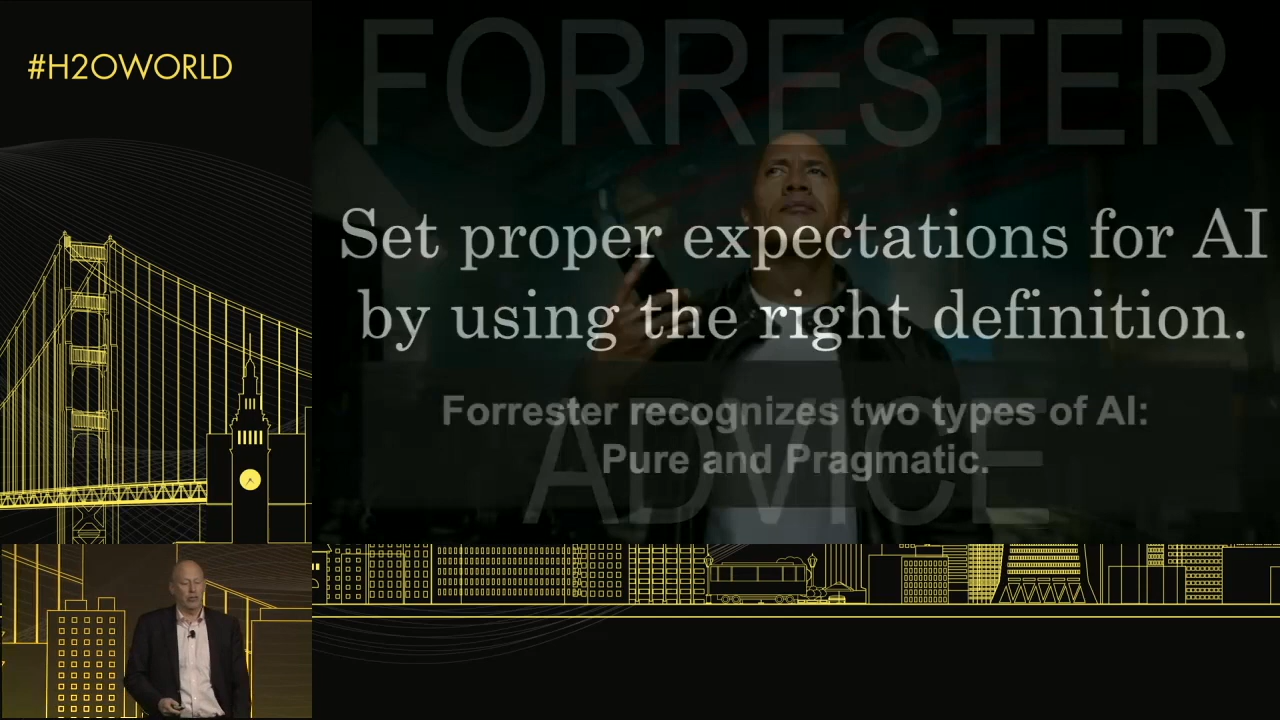 #H2OWORLD
FORRESTER
Set proper expectations for AI
by using the right definition.
Forrester recognizes two types of AI:
Pure and Pragmatic.
ADVICE